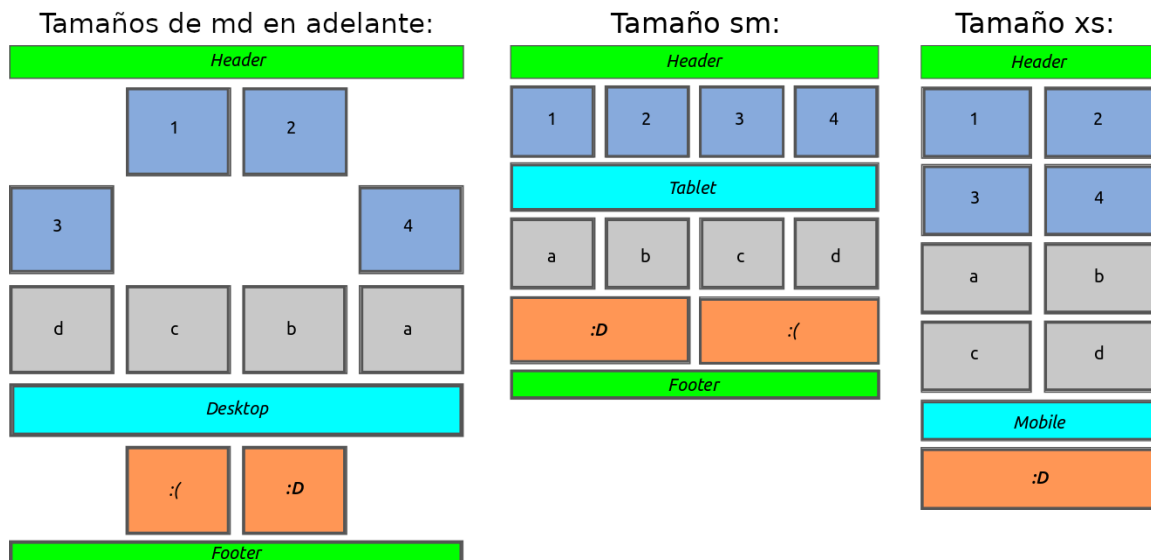 Tamaños de md en adelante:
Header
1 2
3 4
d c b a
Desktop
:( :D
Footer
Tamaño sm:
Header
1 2 3 4
Tablet
a b c d
:D :(
Footer
Tamaño xs:
Header
1 2
3 4
a b
c d
Mobile
:D